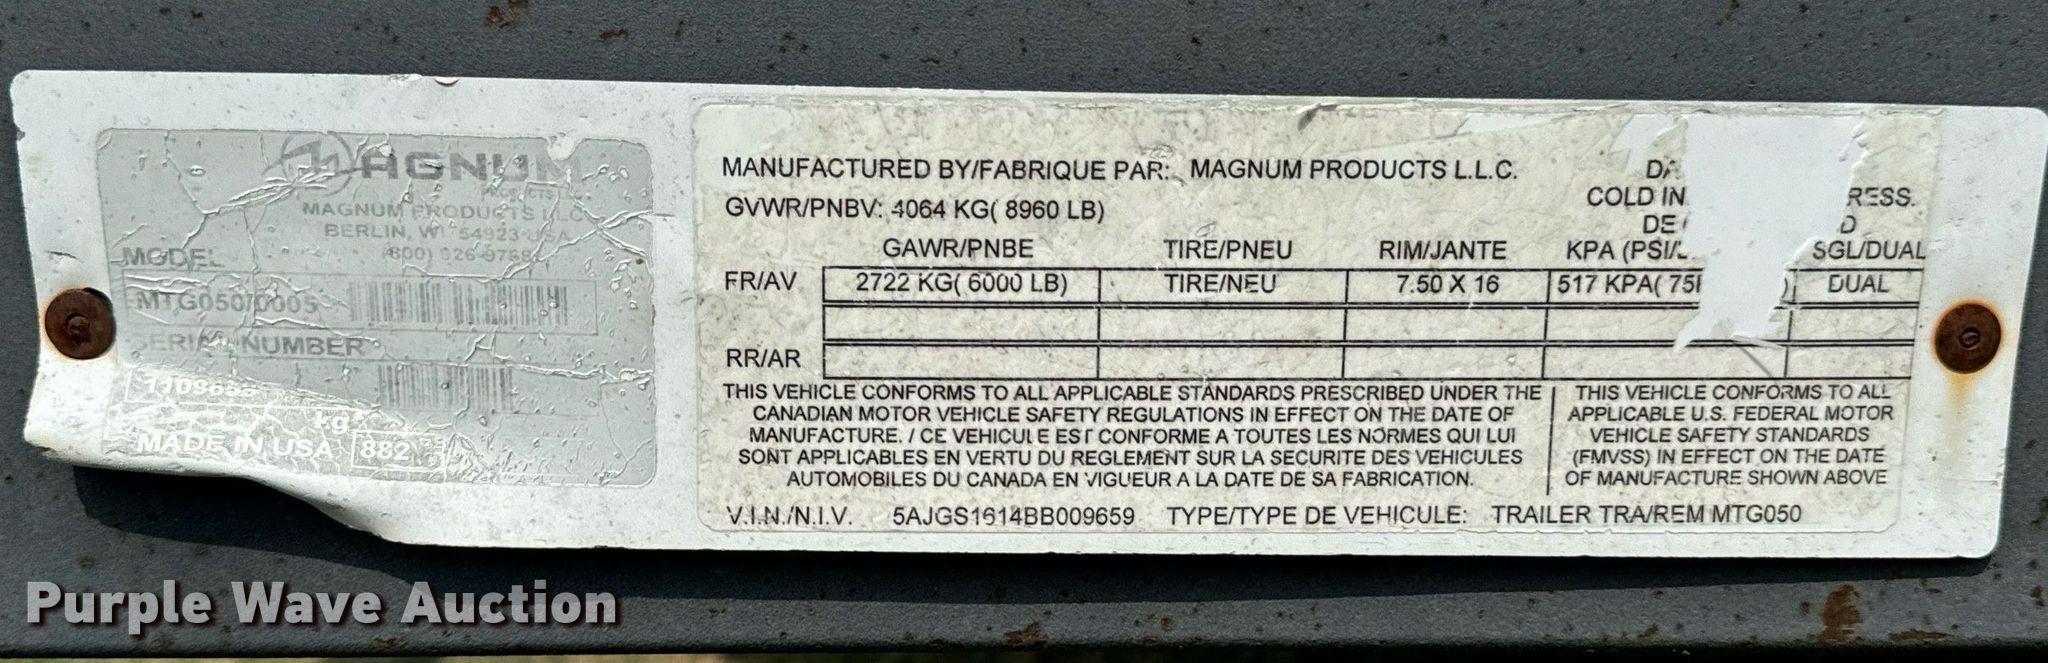 MAGNUM
PRODUCTS LLC
MAGNUM PRODUCTS LLC
BERLIN, WI 54923 USA
(800) 926-9768
MODEL
MTG050/0005
SERIAL NUMBER
kg
MADE IN USA 882
MANUFACTURED BY/FABRIQUE PAR: MAGNUM PRODUCTS L.L.C.
GVWR/PNBV: 4064 KG( 8960 LB)
COLD
DE
GAWR/PNBE TIRE/PNEU RIM/JANTE KPA SGL/DUAL
FR/AV 2722 KG( 6000 LB) TIRE/NEU 7.50 X 16 517 KPA( DUAL
RR/AR
THIS VEHICLE CONFORMS TO ALL APPLICABLE STANDARDS PRESCRIBED UNDER THE
CANADIAN MOTOR VEHICLE SAFETY REGULATIONS IN EFFECT ON THE DATE OF
MANUFACTURE. / CE VEHICULE EST CONFORME A TOUTES LES NORMES QUI LUI
SONT APPLICABLES EN VERTU DU REGLEMENT SUR LA SECURITE DES VEHICULES
AUTOMOBILES DU CANADA EN VIGUEUR A LA DATE DE SA FABRICATION.
THIS VEHICLE CONFORMS TO ALL
APPLICABLE U.S. FEDERAL MOTOR
VEHICLE SAFETY STANDARDS
(FMVSS) IN EFFECT ON THE DATE
OF MANUFACTURE SHOWN ABOVE
V.I.N./N.I.V. 5AJGS1614BB009659 TYPE/TYPE DE VEHICULE: TRAILER TRA/REM MTG050
Purple Wave Auction